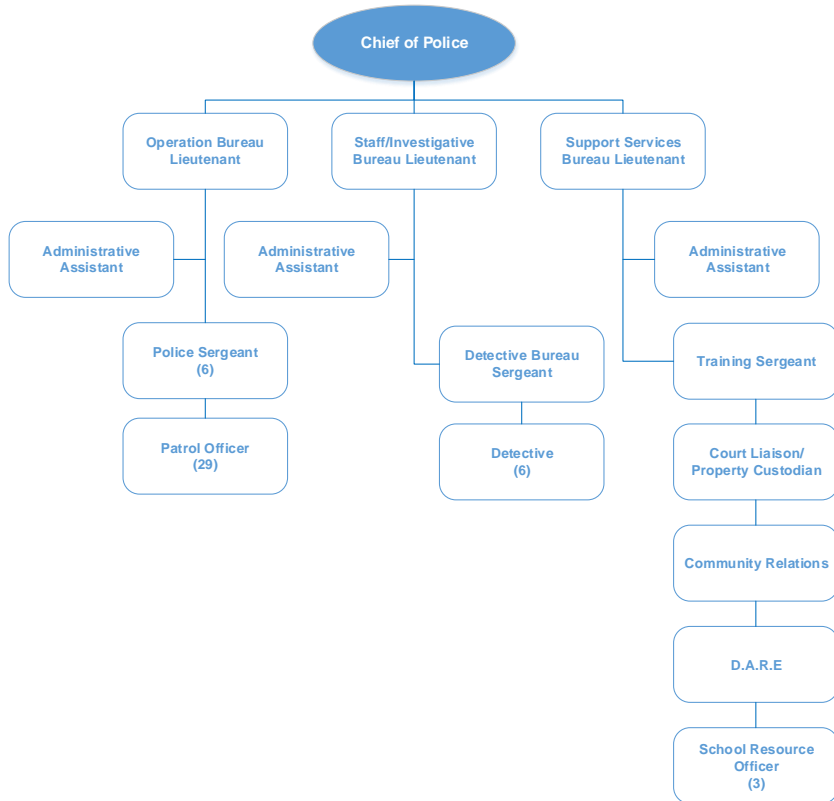 Chief of Police
Operation Bureau
Lieutenant
Staff/Investigative
Bureau Lieutenant
Support Services
Bureau Lieutenant
Administrative
Assistant
Administrative
Assistant
Administrative
Assistant
Police Sergeant
(6)
Detective Bureau
Sergeant
Training Sergeant
Patrol Officer
(29)
Detective
(6)
Court Liaison/
Property Custodian
Community Relations
D.A.R.E
School Resource
Officer
(3)